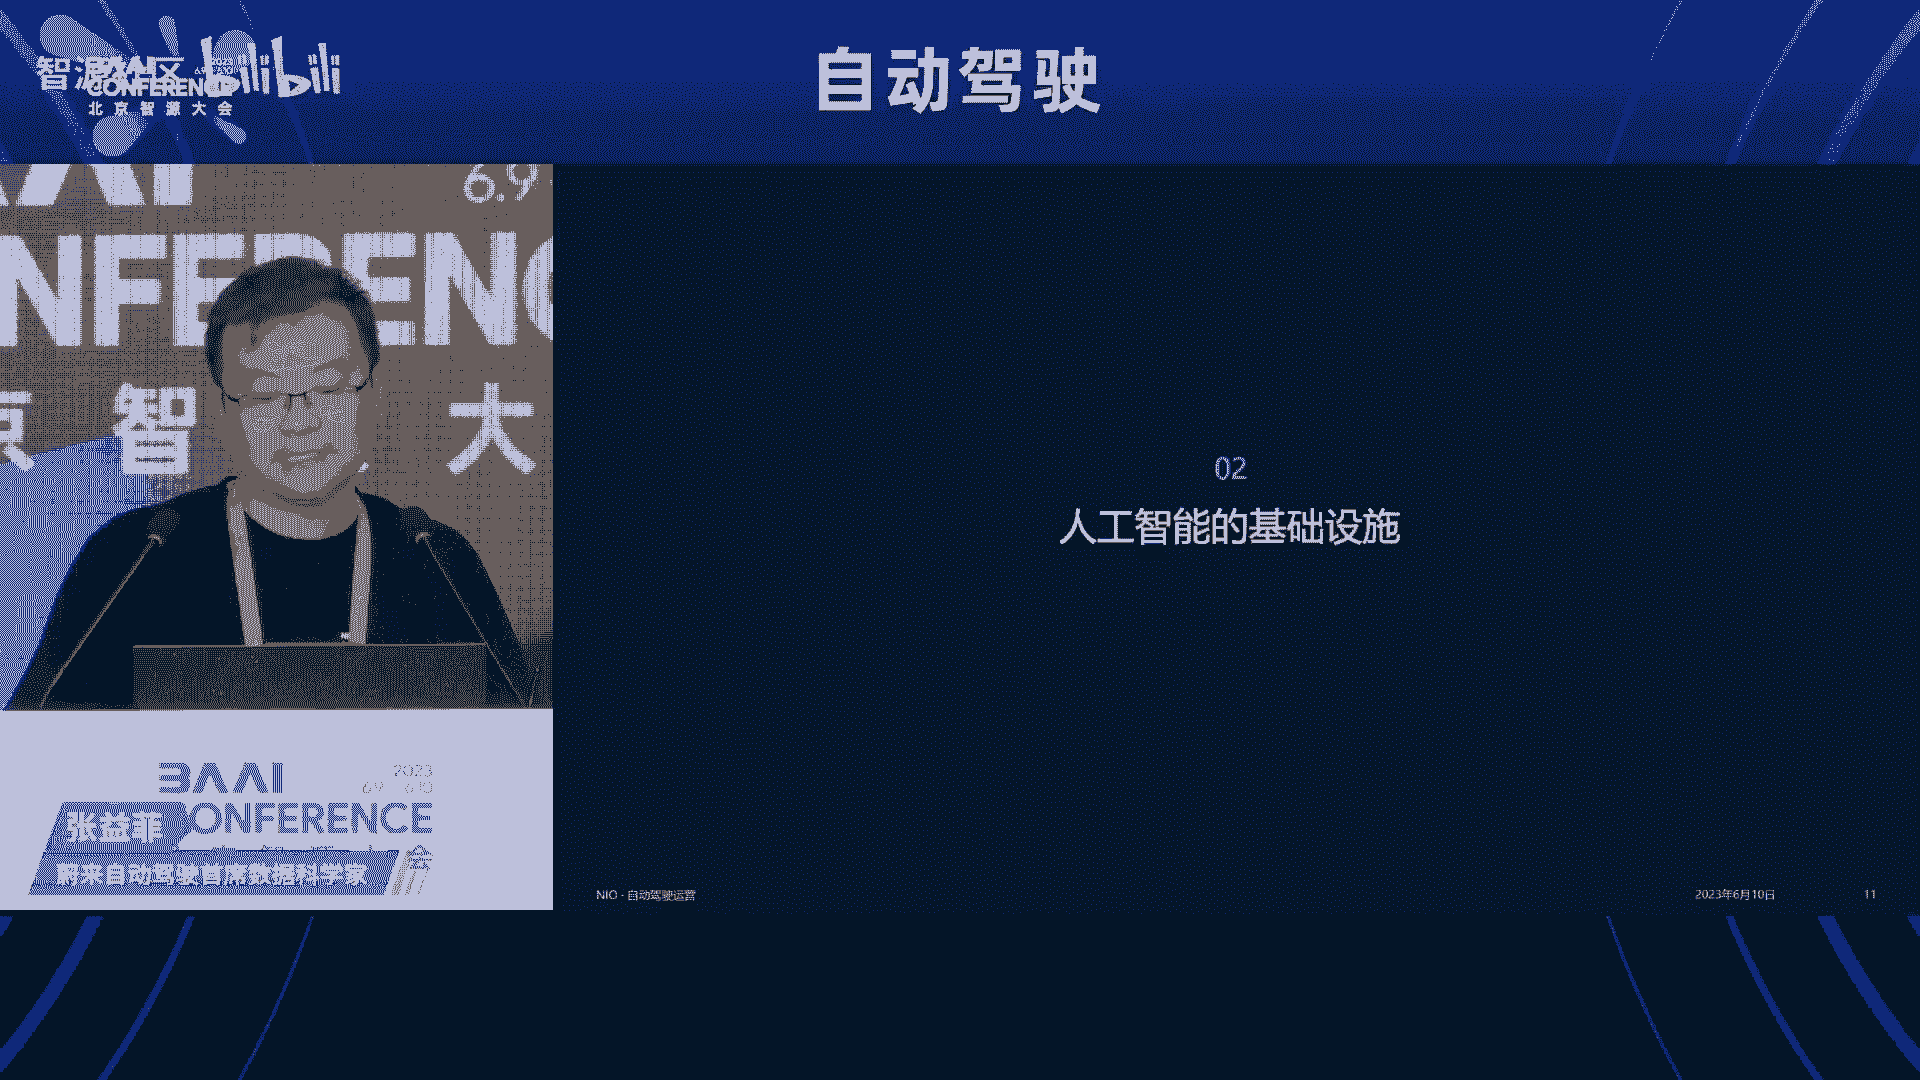 自动驾驶
智源社区
bilibili
BAAI
CONFERENCE
北京智源大会
AAI
6.9
NFERENC
京 智 大
02
人工智能的基础设施
BAAI
2023
6.9 6.10
CONFERENCE
会
张益菲
蔚来自动驾驶首席数据科学家
NIO - 自动驾驶运营
2023年6月10日
11